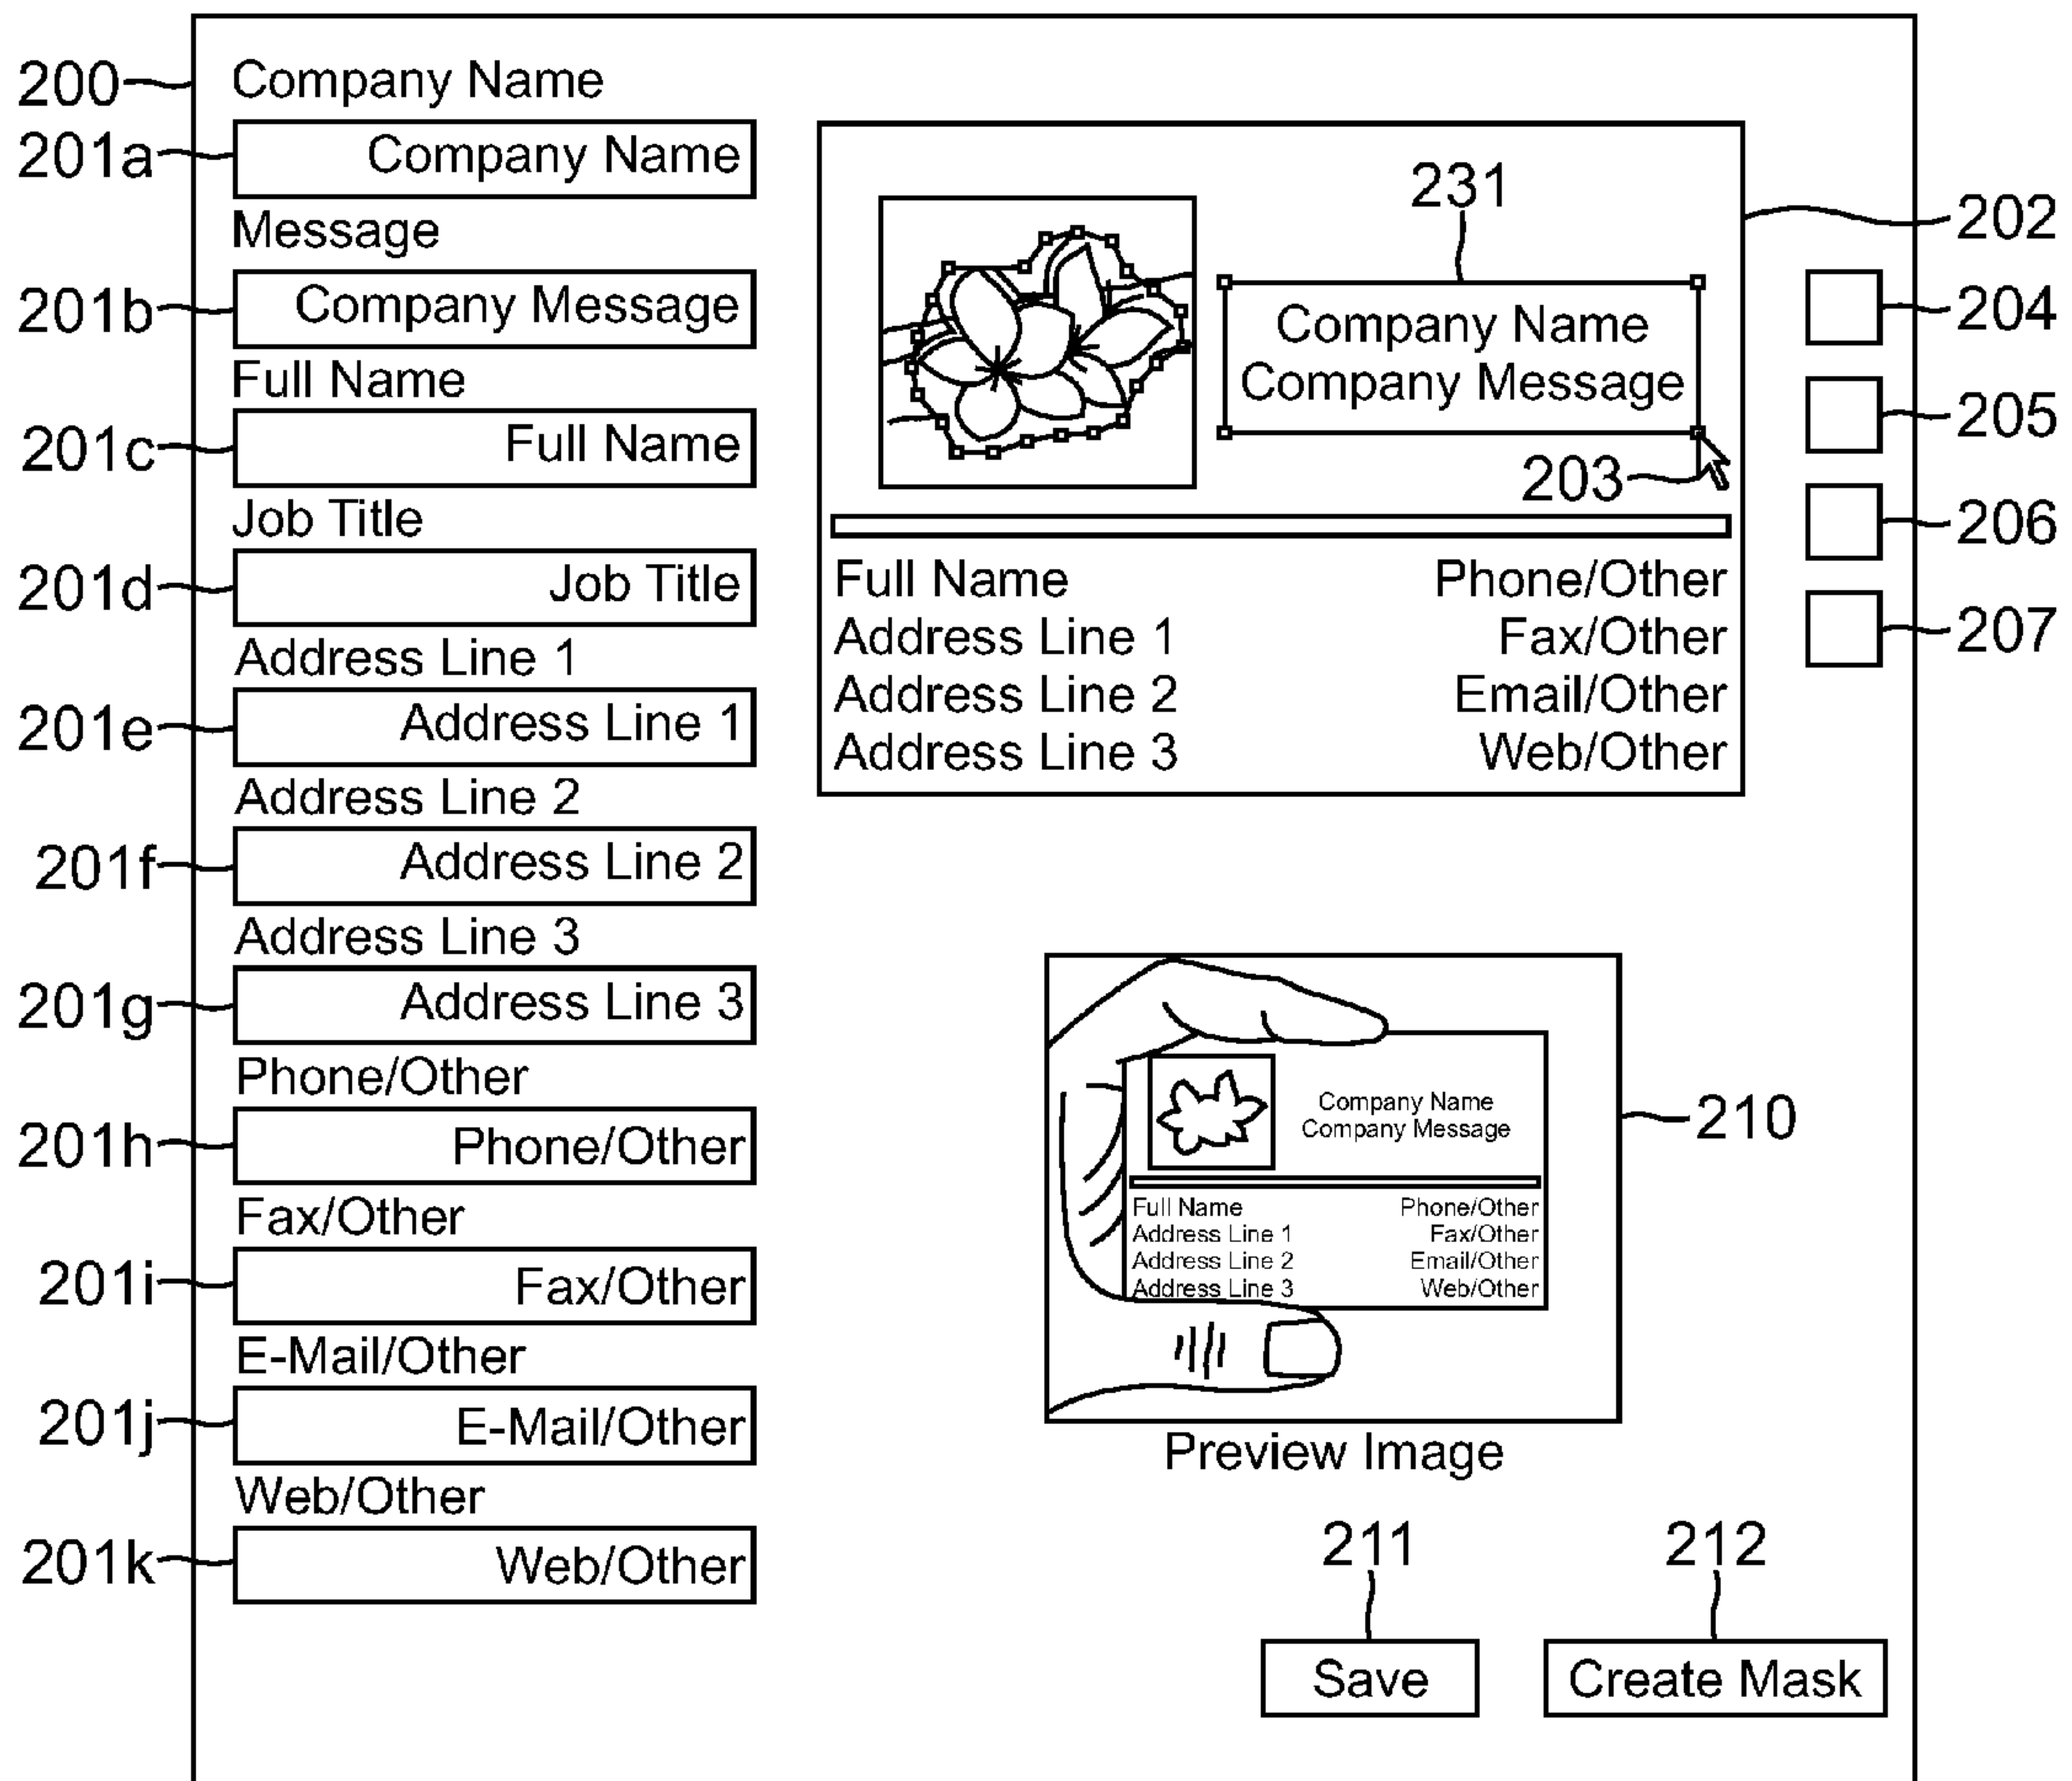 200
Company Name
201a
Company Name
Message
201b
Company Message
Full Name
201c
Full Name
Job Title
201d
Job Title
Address Line 1
201e
Address Line 1
Address Line 2
201f
Address Line 2
Address Line 3
201g
Address Line 3
Phone/Other
201h
Phone/Other
Fax/Other
201i
Fax/Other
E-Mail/Other
201j
E-Mail/Other
Web/Other
201k
Web/Other
231
202
Company Name
Company Message
203
204
205
206
207
Full Name Phone/Other
Address Line 1 Fax/Other
Address Line 2 Email/Other
Address Line 3 Web/Other
Company Name
Company Message
210
Full Name Phone/Other
Address Line 1 Fax/Other
Address Line 2 Email/Other
Address Line 3 Web/Other
Preview Image
211 212
Save Create Mask